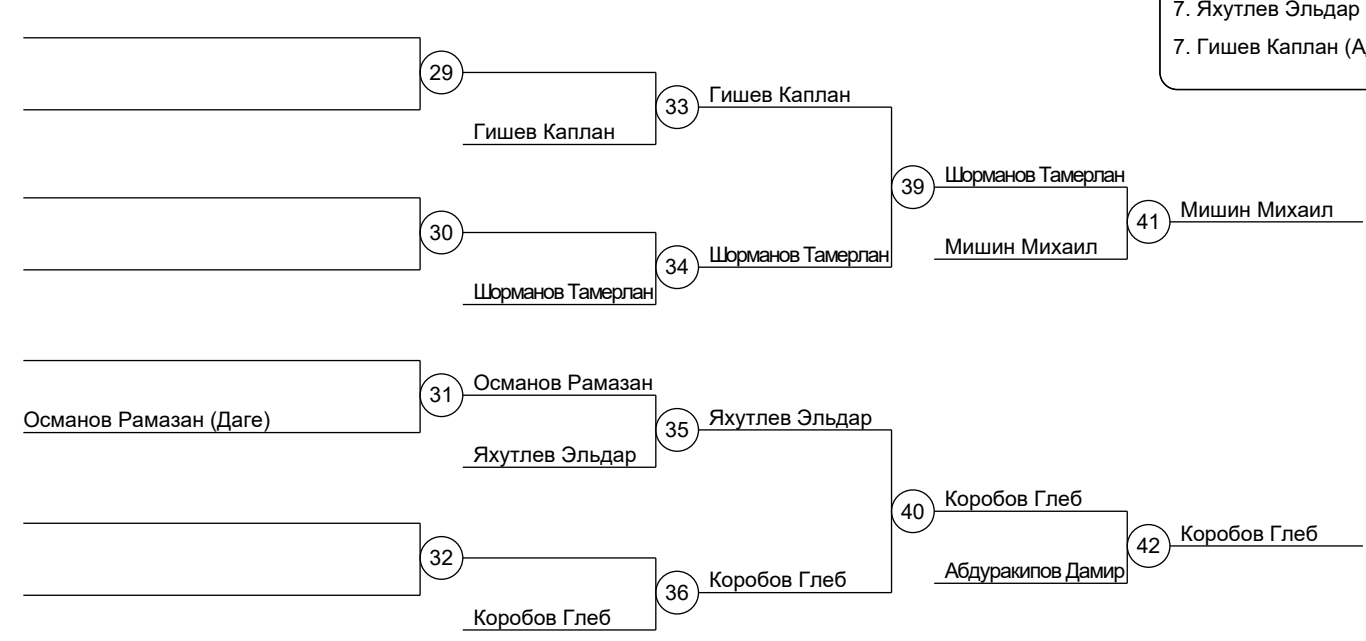 7. Яхутлев Эльдар
7. Гишев Каплан (А
29
33
Гишев Каплан
Гишев Каплан
39
Шорманов Тамерлан
41
Мишин Михаил
30
Мишин Михаил
34
Шорманов Тамерлан
Шорманов Тамерлан
31
Османов Рамазан
Османов Рамазан (Даге)
35
Яхутлев Эльдар
Яхутлев Эльдар
40
Коробов Глеб
42
Коробов Глеб
32
Абдуракипов Дамир
36
Коробов Глеб
Коробов Глеб